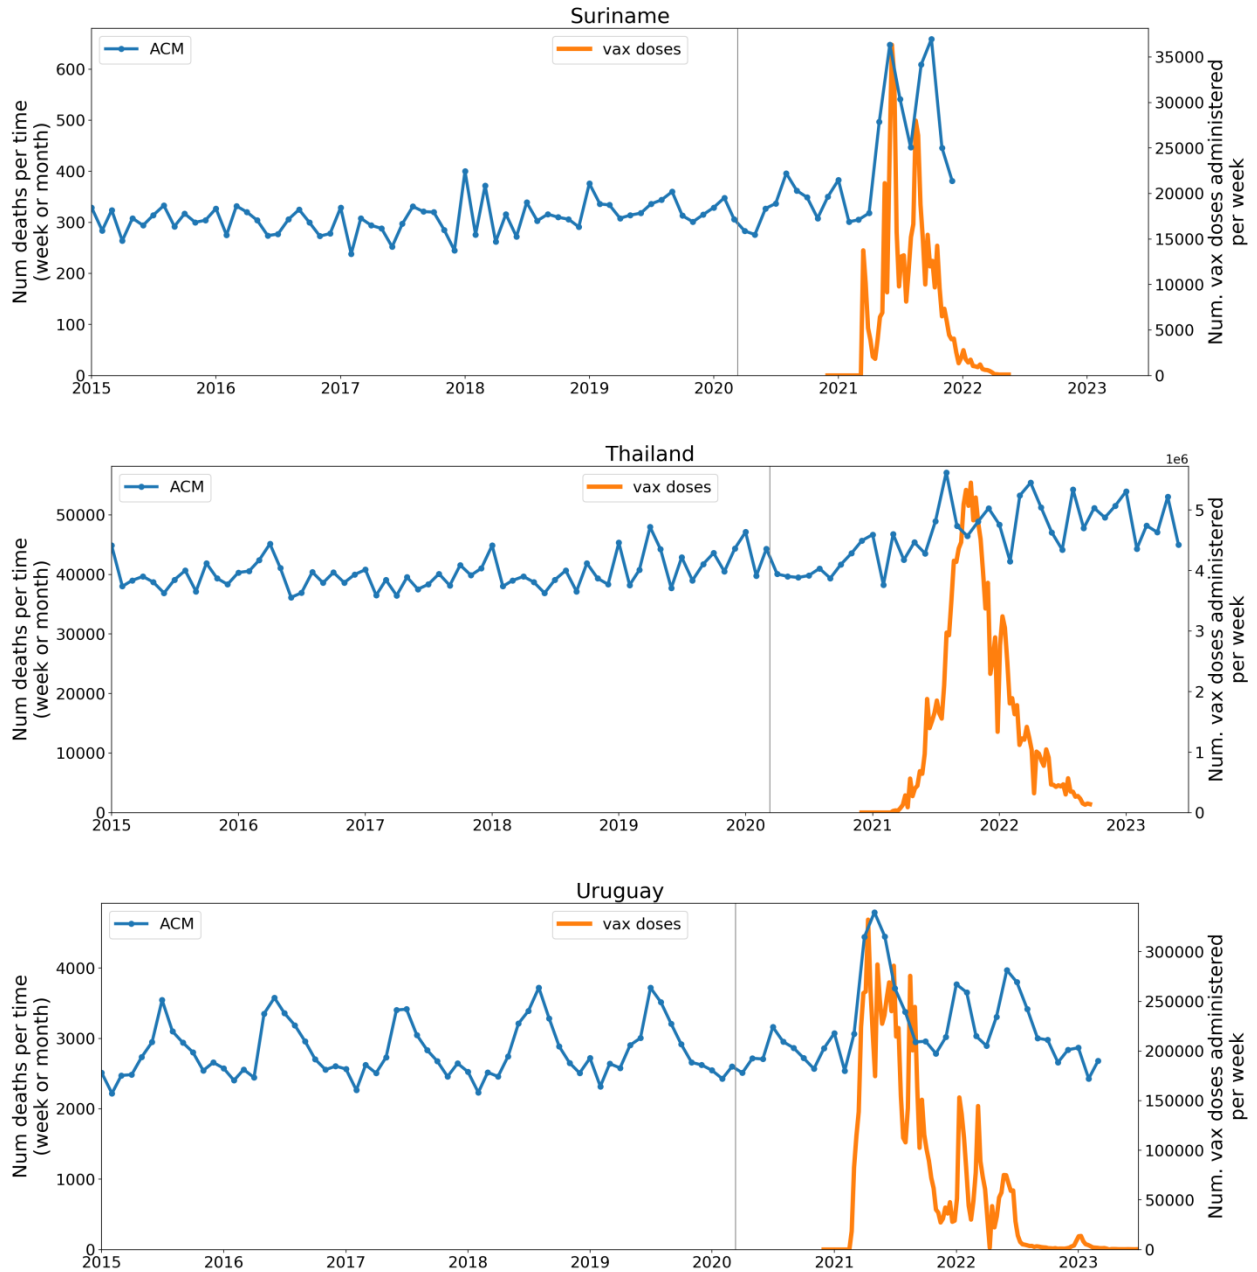 Suriname
ACM
vax doses
Num deaths per time
(week or month)
0
100
200
300
400
500
600
Num. vax doses administered
per week
0
5000
10000
15000
20000
25000
30000
35000
2015 2016 2017 2018 2019 2020 2021 2022 2023
Thailand
1e6
ACM
vax doses
Num deaths per time
(week or month)
0
10000
20000
30000
40000
50000
Num. vax doses administered
per week
0
1
2
3
4
5
2015 2016 2017 2018 2019 2020 2021 2022 2023
Uruguay
ACM
vax doses
Num deaths per time
(week or month)
0
1000
2000
3000
4000
Num. vax doses administered
per week
0
50000
100000
150000
200000
250000
300000
2015 2016 2017 2018 2019 2020 2021 2022 2023